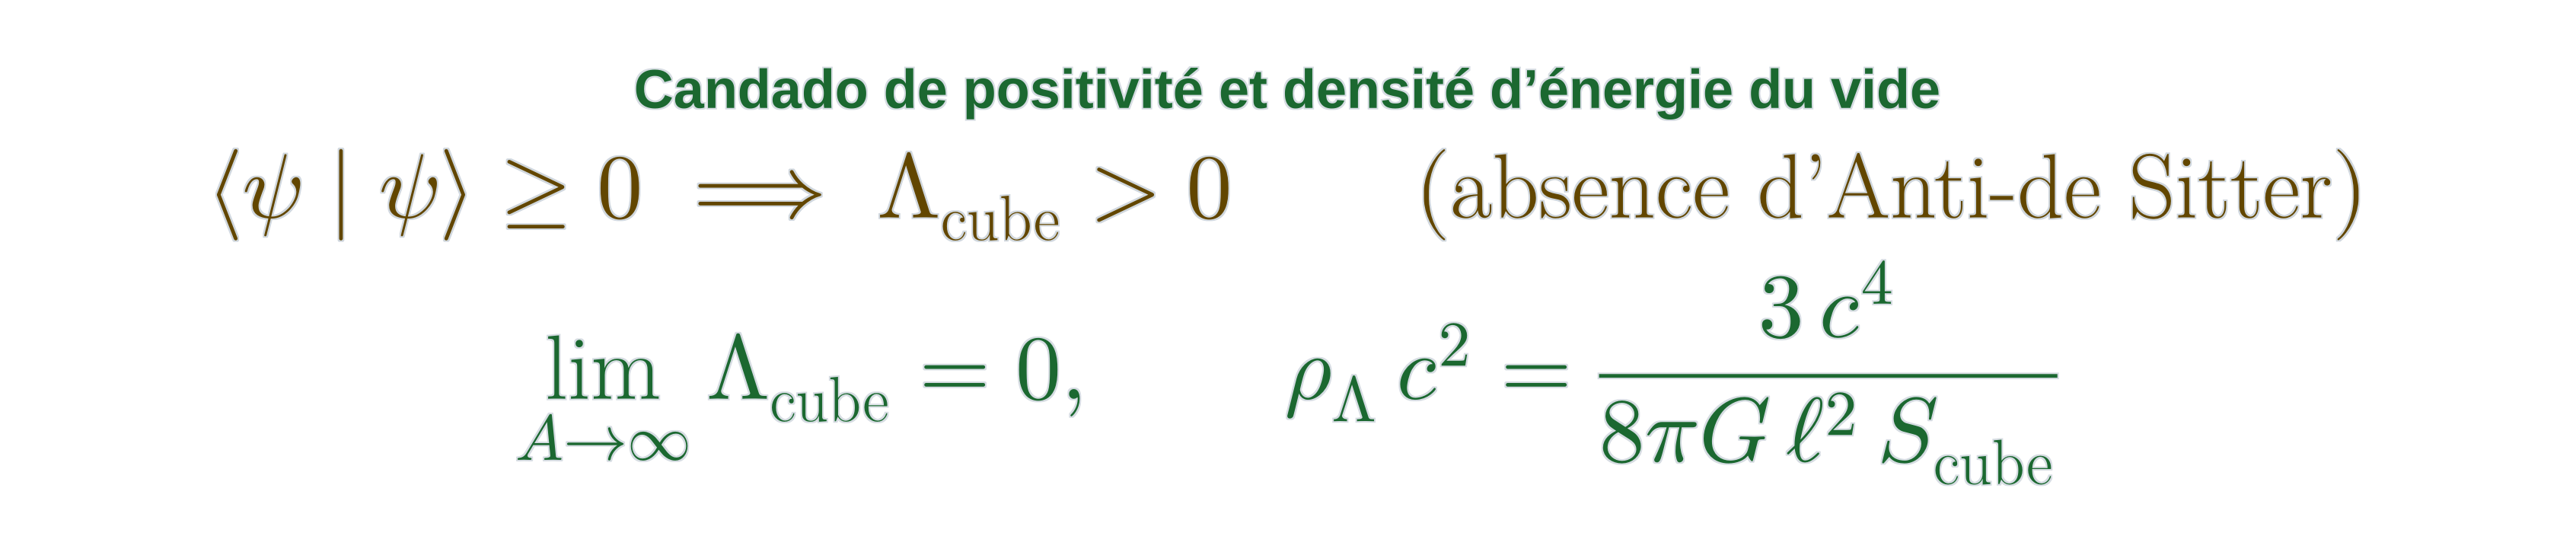 Candado de positivité et densité d’énergie du vide
⟨ψ | ψ⟩ ≥ 0 ⟹ Λ_cube > 0 (absence d’Anti-de Sitter)
lim_{A→∞} Λ_cube = 0, ρ_Λ c² = \frac{3 c⁴}{8πG ℓ² S_cube}